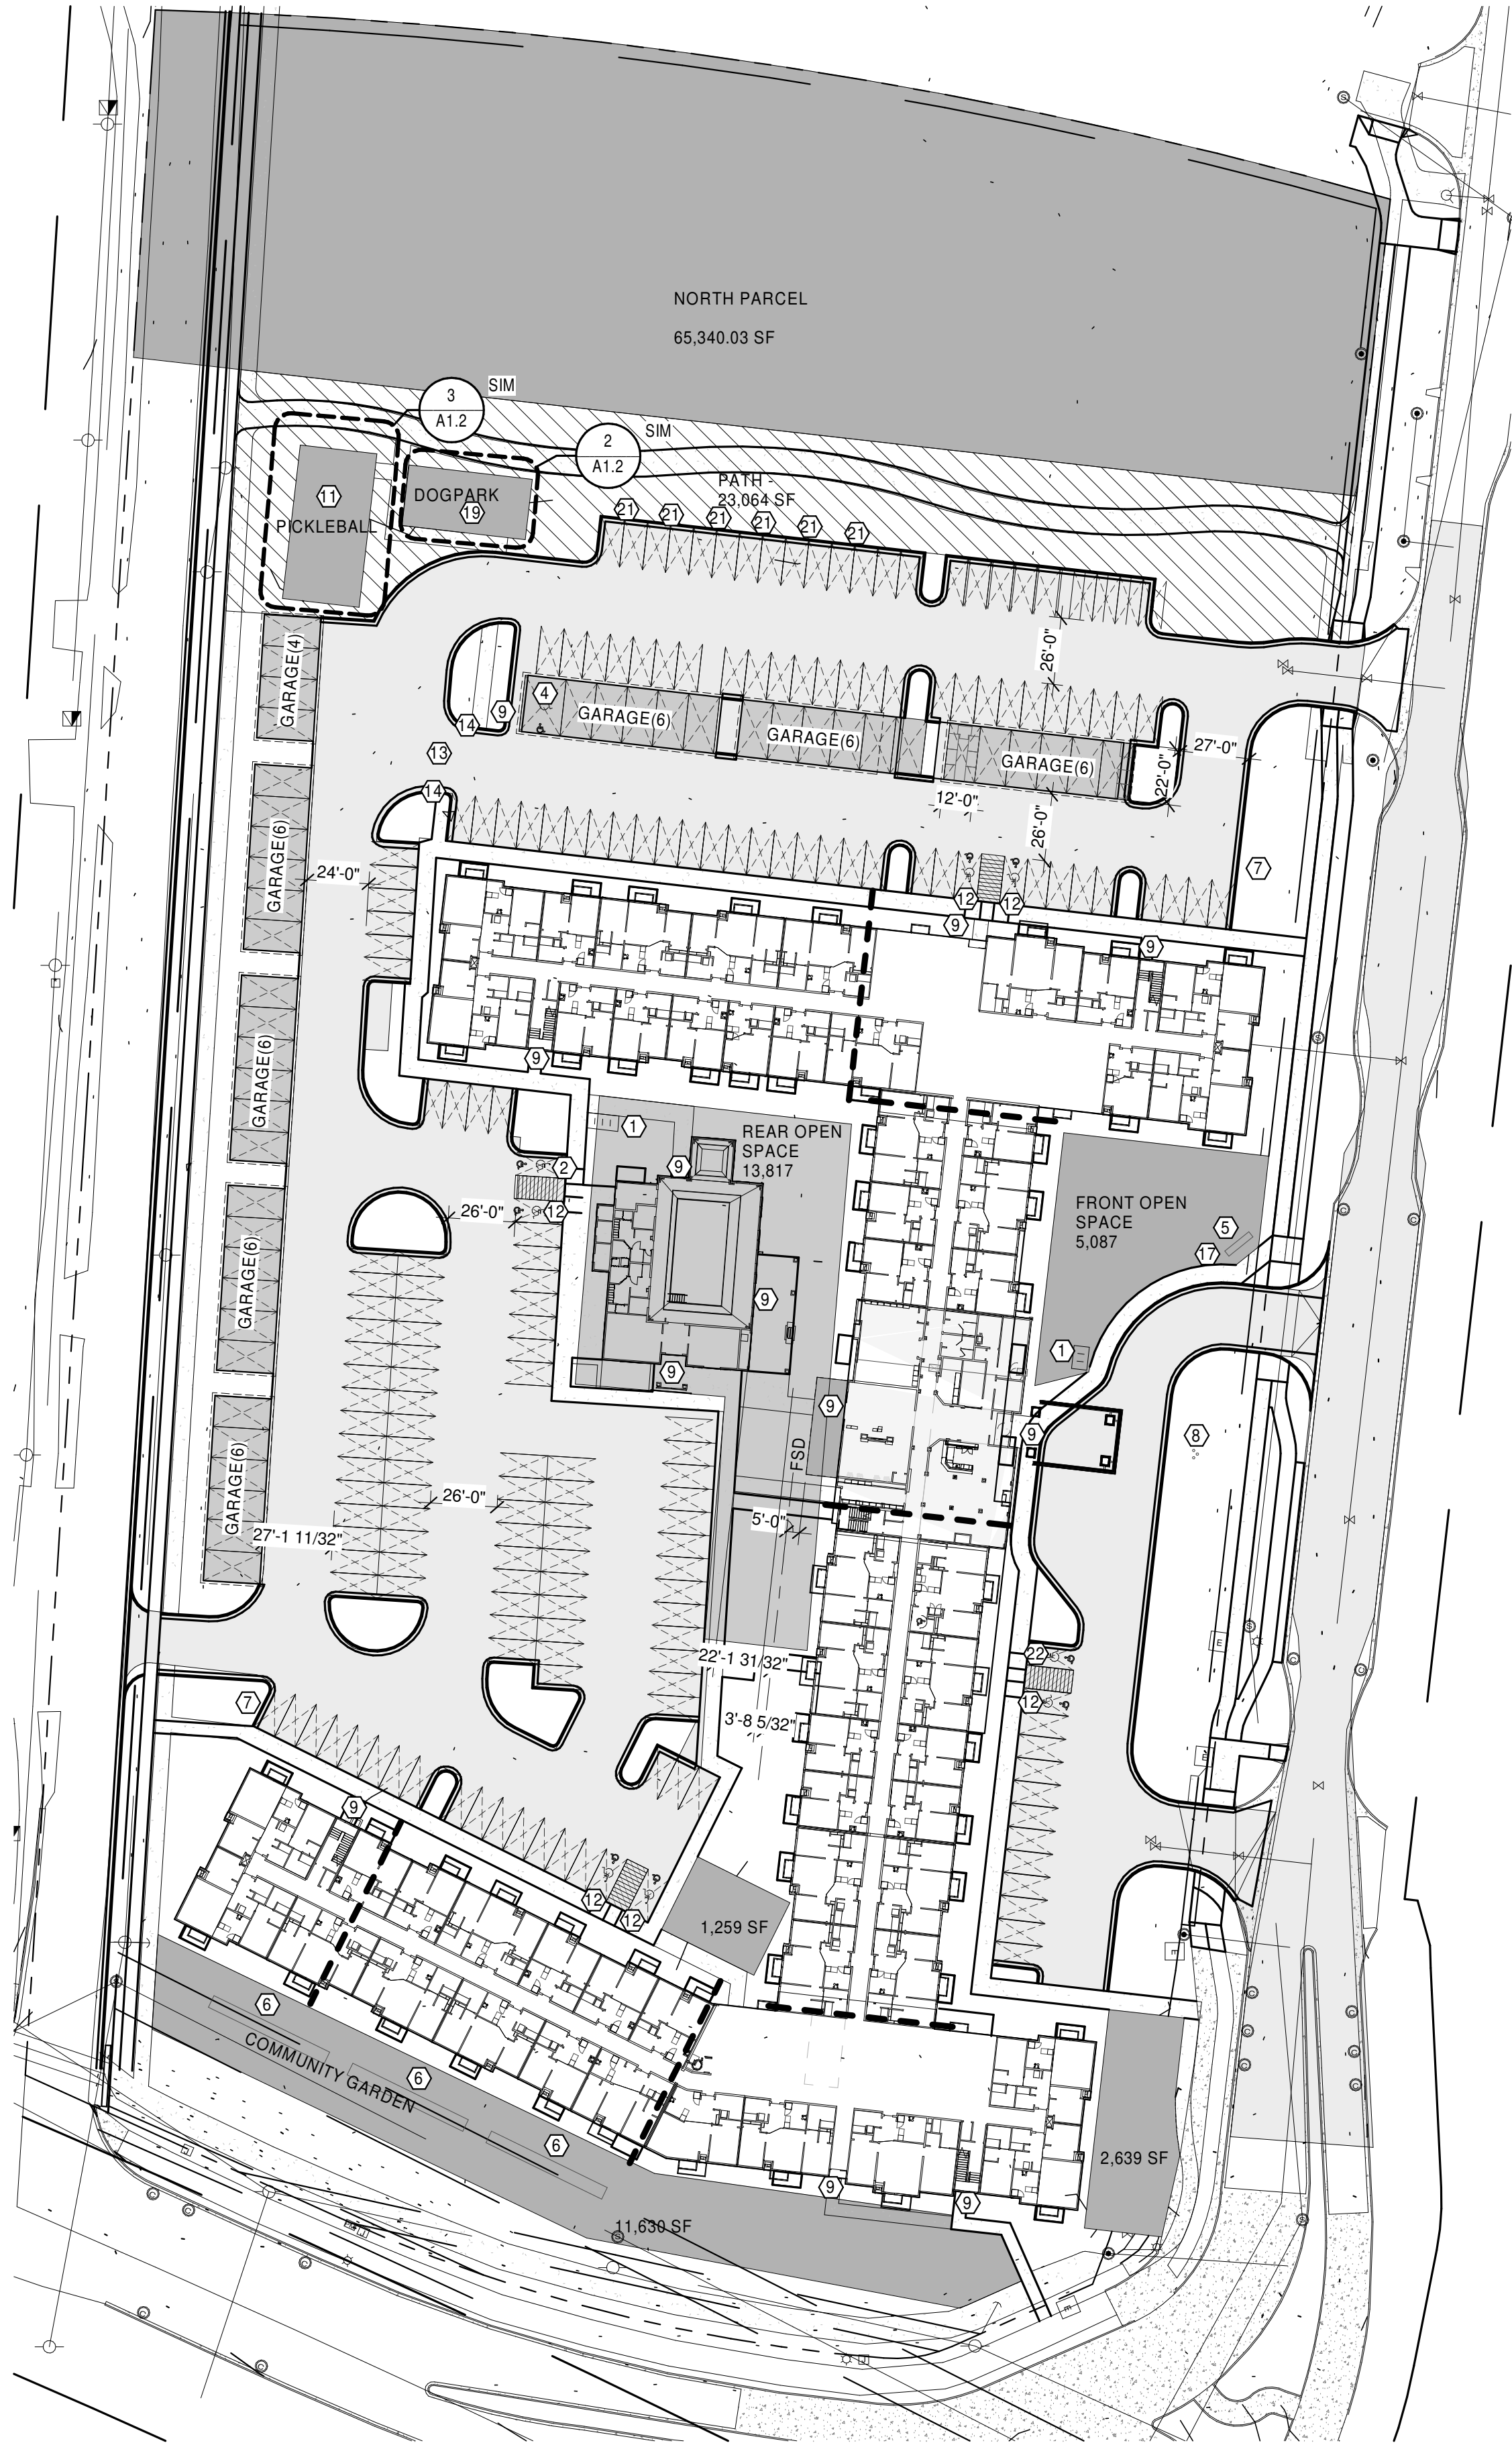 NORTH PARCEL
65,340.03 SF
3
A1.2
SIM
2
A1.2
SIM
PATH -
23,064 SF
11
PICKLEBALL
DOGPARK
19
21
21
21
21
21
21
GARAGE(4)
26'-0"
4
9
14
13
14
GARAGE(6)
GARAGE(6)
GARAGE(6)
27'-0"
22'-0"
12'-0"
26'-0"
GARAGE(6)
24'-0"
7
12
12
9
9
9
GARAGE(6)
1
REAR OPEN
SPACE
13,817
9
2
12
26'-0"
FRONT OPEN
SPACE
5,087
5
17
GARAGE(6)
9
1
9
9
9
8
FSD
GARAGE(6)
26'-0"
27'-1 11/32"
5'-0"
22'-1 31/32"
3'-8 5/32"
22
12
7
9
12
12
1,259 SF
6
COMMUNITY GARDEN
6
6
2,639 SF
9
9
11,630 SF